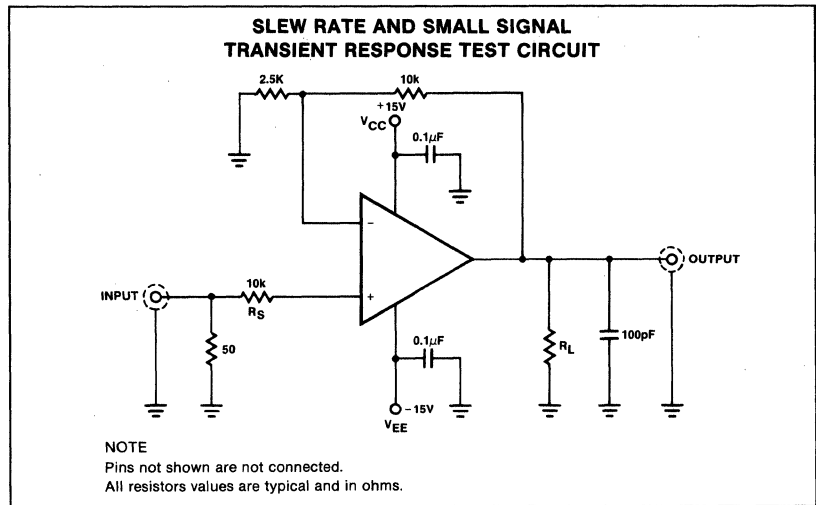 SLEW RATE AND SMALL SIGNAL
TRANSIENT RESPONSE TEST CIRCUIT
2.5K
10k
+15V
VCC
0.1μF
−
INPUT
10k
RS
+
50
OUTPUT
RL
100pF
0.1μF
−15V
VEE
NOTE
Pins not shown are not connected.
All resistors values are typical and in ohms.